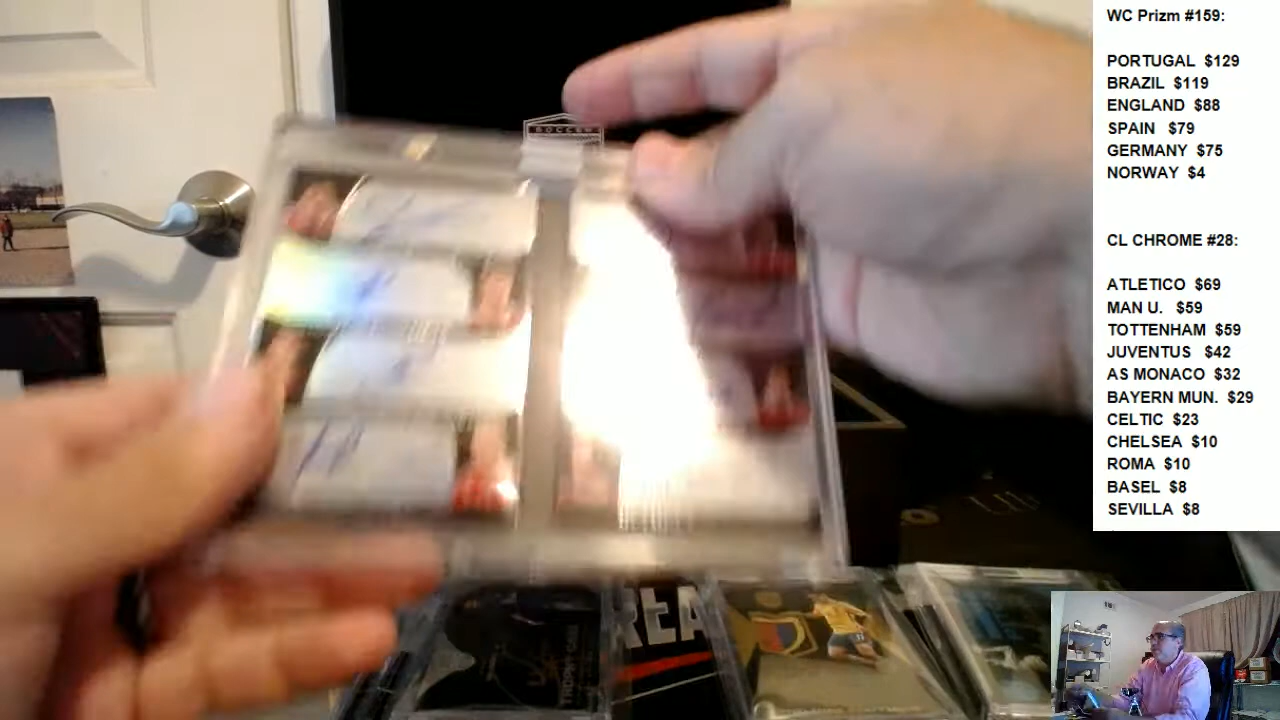 WC Prizm #159:
PORTUGAL $129
BRAZIL $119
ENGLAND $88
SPAIN $79
GERMANY $75
NORWAY $4
CL CHROME #28:
ATLETICO $69
MAN U. $59
TOTTENHAM $59
JUVENTUS $42
AS MONACO $32
BAYERN MUN. $29
CELTIC $23
CHELSEA $10
ROMA $10
BASEL $8
SEVILLA $8
SOCCER
REA